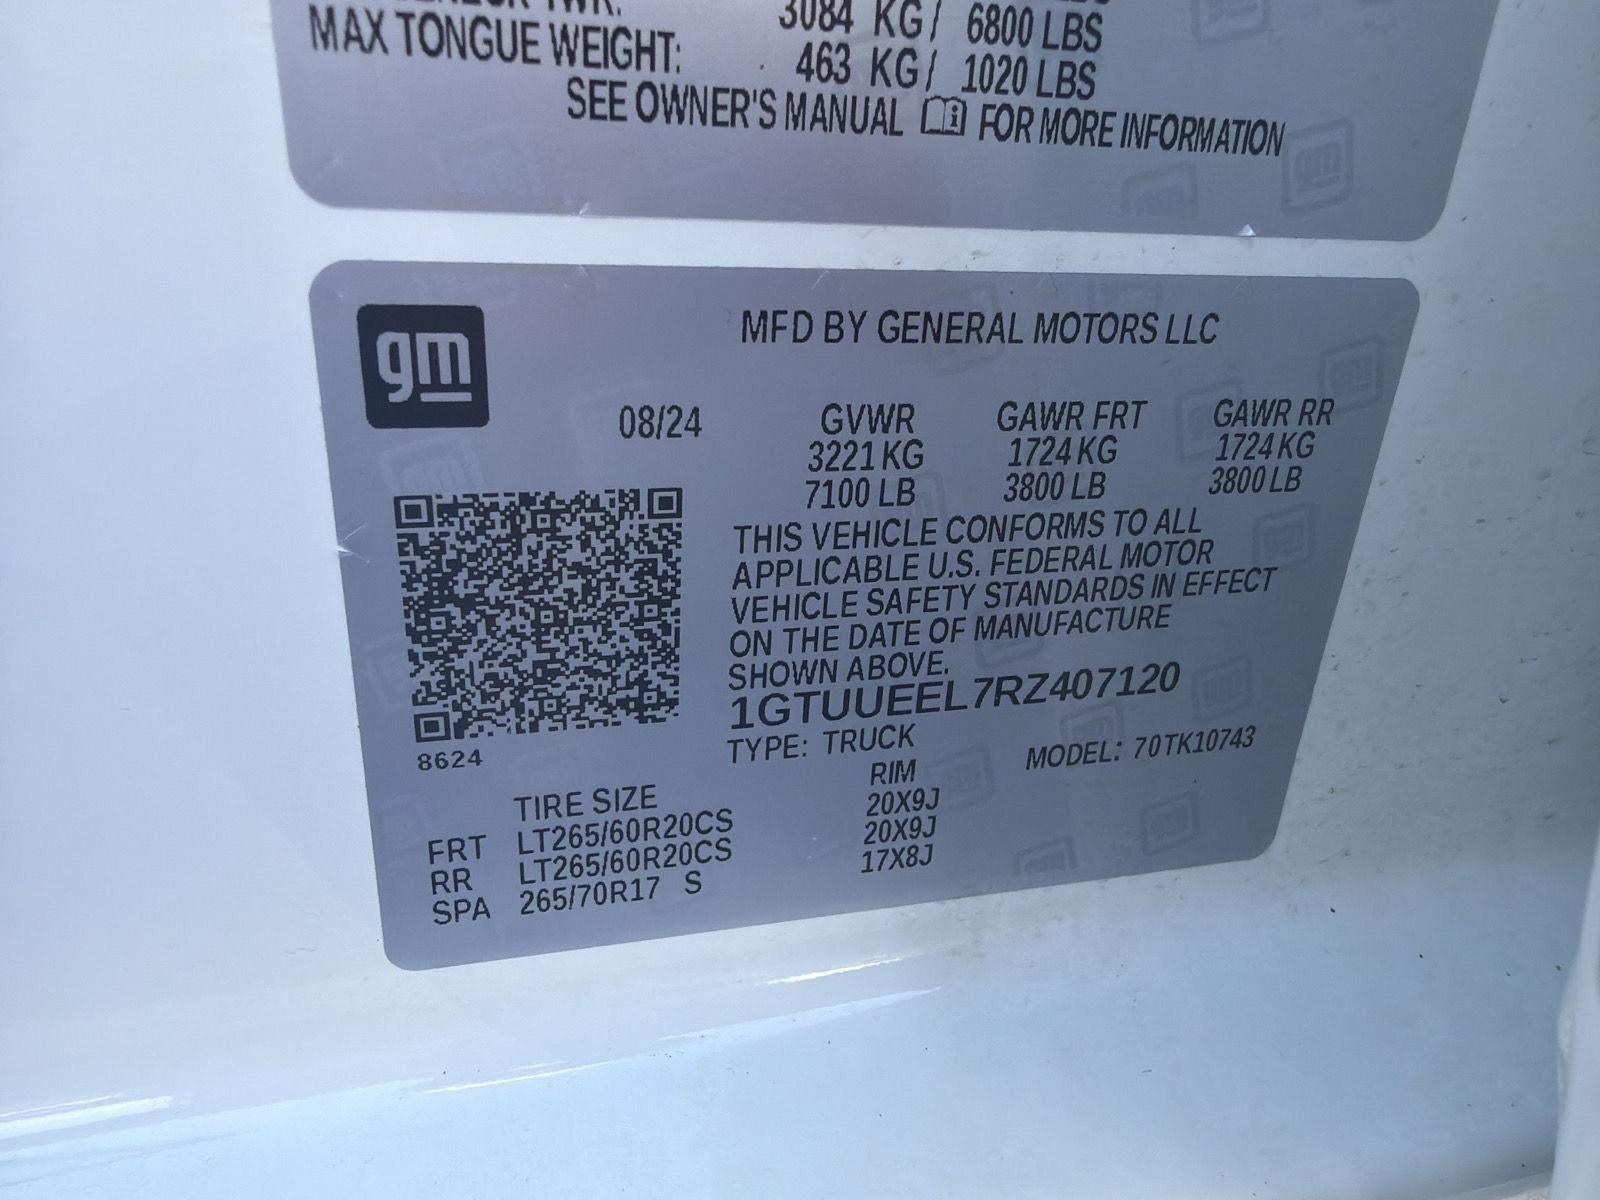 3084 KG/ 6800 LBS
MAX TONGUE WEIGHT: 463 KG/ 1020 LBS
SEE OWNER'S MANUAL FOR MORE INFORMATION
gm
MFD BY GENERAL MOTORS LLC
08/24 GVWR GAWR FRT GAWR RR
3221 KG 1724 KG 1724 KG
7100 LB 3800 LB 3800 LB
THIS VEHICLE CONFORMS TO ALL
APPLICABLE U.S. FEDERAL MOTOR
VEHICLE SAFETY STANDARDS IN EFFECT
ON THE DATE OF MANUFACTURE
SHOWN ABOVE.
1GTUUEEL7RZ407120
TYPE: TRUCK MODEL: 70TK10743
8624
TIRE SIZE RIM
FRT LT265/60R20CS 20X9J
RR LT265/60R20CS 20X9J
SPA 265/70R17 S 17X8J